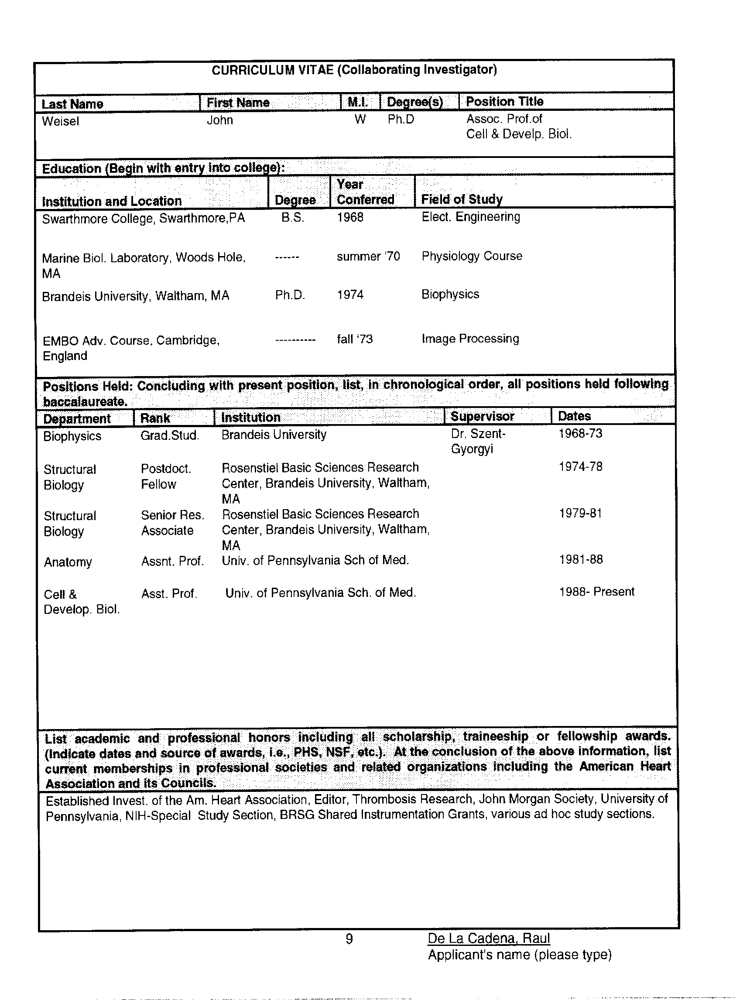 CURRICULUM VITAE (Collaborating Investigator)
Last Name First Name M.I. Degree(s) Position Title
Weisel John W Ph.D Assoc. Prof.of
Cell & Develp. Biol.
Education (Begin with entry into college):
Year
Institution and Location Degree Conferred Field of Study
Swarthmore College, Swarthmore,PA B.S. 1968 Elect. Engineering
Marine Biol. Laboratory, Woods Hole, ------ summer '70 Physiology Course
MA
Brandeis University, Waltham, MA Ph.D. 1974 Biophysics
EMBO Adv. Course, Cambridge, ---------- fall '73 Image Processing
England
Positions Held: Concluding with present position, list, in chronological order, all positions held following
baccalaureate.
Department Rank Institution Supervisor Dates
Biophysics Grad.Stud. Brandeis University Dr. Szent- 1968-73
Gyorgyi
Structural Postdoct. Rosenstiel Basic Sciences Research 1974-78
Biology Fellow Center, Brandeis University, Waltham,
MA
Structural Senior Res. Rosenstiel Basic Sciences Research 1979-81
Biology Associate Center, Brandeis University, Waltham,
MA
Anatomy Assnt. Prof. Univ. of Pennsylvania Sch of Med. 1981-88
Cell & Asst. Prof. Univ. of Pennsylvania Sch. of Med. 1988- Present
Develop. Biol.
List academic and professional honors including all scholarship, traineeship or fellowship awards.
(Indicate dates and source of awards, i.e., PHS, NSF, etc.). At the conclusion of the above information, list
current memberships in professional societies and related organizations including the American Heart
Association and its Councils.
Established Invest. of the Am. Heart Association, Editor, Thrombosis Research, John Morgan Society, University of
Pennsylvania, NIH-Special Study Section, BRSG Shared Instrumentation Grants, various ad hoc study sections.
9 De La Cadena, Raul
Applicant's name (please type)